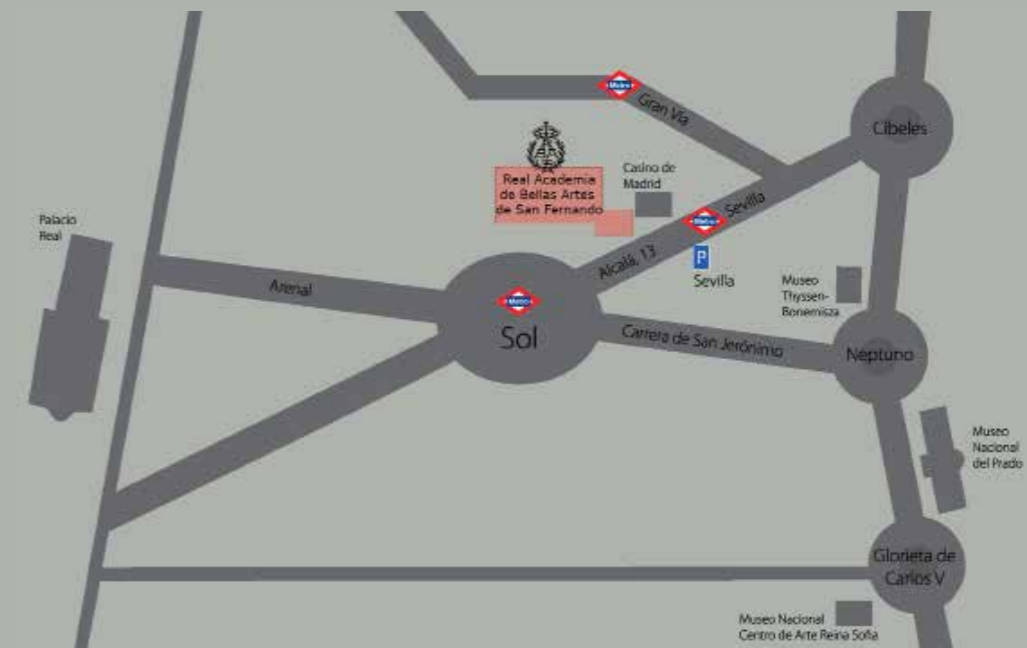 Metro
Gran Vía
Cibeles
Real Academia
de Bellas Artes
de San Fernando
Casino de
Madrid
Palacio
Real
Metro
Sevilla
Alcalá, 13
P
Sevilla
Arenal
Metro
Sol
Museo
Thyssen-
Bonemisza
Carrera de San Jerónimo
Neptuno
Museo
Nacional
del Prado
Glorieta de
Carlos V
Museo Nacional
Centro de Arte Reina Sofia